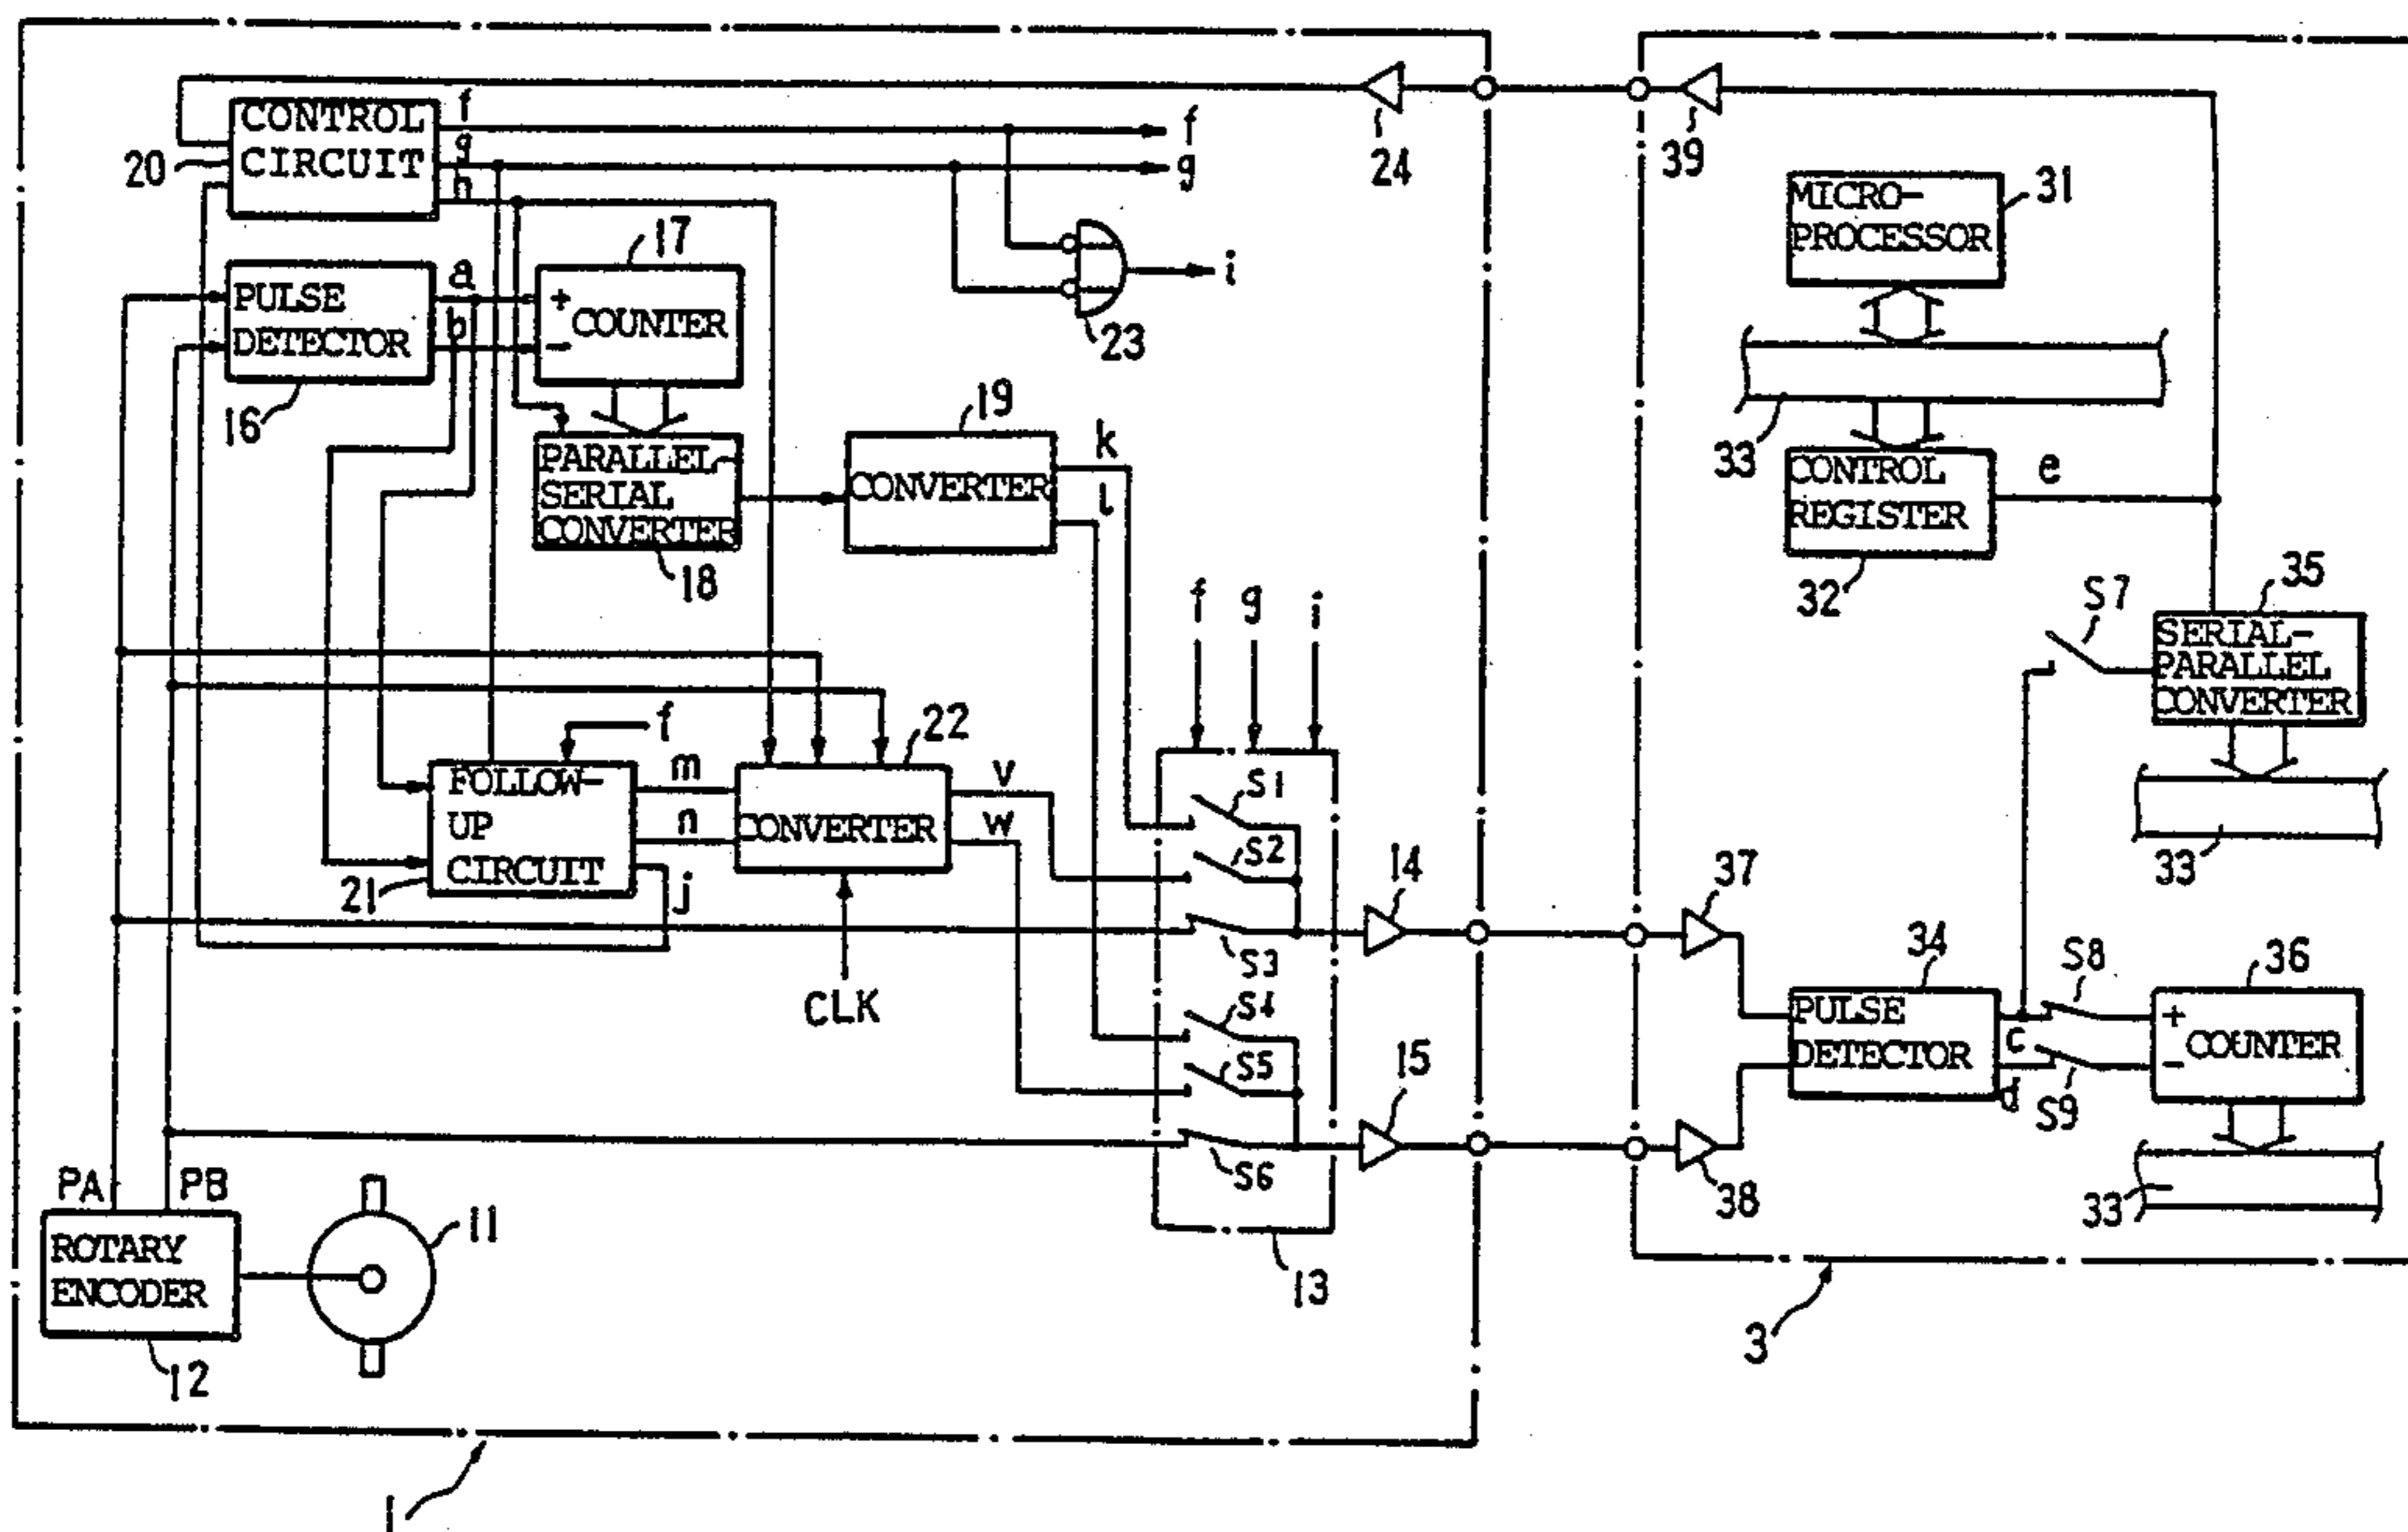 CONTROL
CIRCUIT
20
f
g
h
f
g
24
39
MICRO-
PROCESSOR
31
17
PULSE
DETECTOR
16
a
b
+
-
COUNTER
i
23
33
PARALLEL-
SERIAL
CONVERTER
18
19
CONVERTER
k
l
CONTROL
REGISTER
e
32
S7
35
SERIAL-
PARALLEL
CONVERTER
33
f
g
i
f
22
FOLLOW-
UP
CIRCUIT
21
m
n
j
CONVERTER
v
w
CLK
S1
S2
S3
S4
S5
S6
14
15
13
37
38
34
PULSE
DETECTOR
c
d
S8
S9
36
+
-
COUNTER
33
PA
PB
ROTARY
ENCODER
12
11
3
1